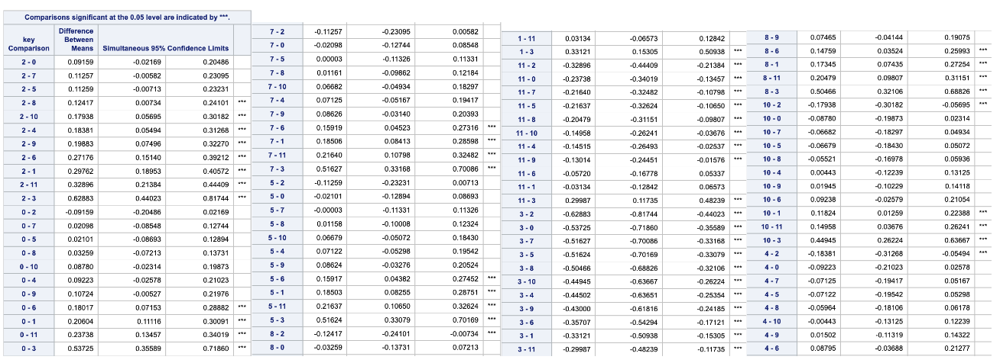 Comparisons significant at the 0.05 level are indicated by ***.
key Comparison Difference Between Means Simultaneous 95% Confidence Limits
2 - 0 0.09159 -0.02169 0.20486
2 - 7 0.11257 -0.00582 0.23095
2 - 5 0.11259 -0.00713 0.23231
2 - 8 0.12417 0.00734 0.24101 ***
2 - 10 0.17938 0.05695 0.30182 ***
2 - 4 0.18381 0.05494 0.31268 ***
2 - 9 0.19883 0.07496 0.32270 ***
2 - 6 0.27176 0.15140 0.39212 ***
2 - 1 0.29762 0.18953 0.40572 ***
2 - 11 0.32896 0.21384 0.44409 ***
2 - 3 0.62883 0.44023 0.81744 ***
0 - 2 -0.09159 -0.20486 0.02169
0 - 7 0.02098 -0.08548 0.12744
0 - 5 0.02101 -0.08693 0.12894
0 - 8 0.03259 -0.07213 0.13731
0 - 10 0.08780 -0.02314 0.19873
0 - 4 0.09223 -0.02578 0.21023
0 - 9 0.10724 -0.00527 0.21976
0 - 6 0.18017 0.07153 0.28882 ***
0 - 1 0.20604 0.11116 0.30091 ***
0 - 11 0.23738 0.13457 0.34019 ***
0 - 3 0.53725 0.35589 0.71860 ***
7 - 2 -0.11257 -0.23095 0.00582
7 - 0 -0.02098 -0.12744 0.08548
7 - 5 0.00003 -0.11326 0.11331
7 - 8 0.01161 -0.09862 0.12184
7 - 10 0.06682 -0.04934 0.18297
7 - 4 0.07125 -0.05167 0.19417
7 - 9 0.08626 -0.03140 0.20393
7 - 6 0.15919 0.04523 0.27316 ***
7 - 1 0.18506 0.08413 0.28598 ***
7 - 11 0.21640 0.10798 0.32482 ***
7 - 3 0.51627 0.33168 0.70086 ***
5 - 2 -0.11259 -0.23231 0.00713
5 - 0 -0.02101 -0.12894 0.08693
5 - 7 -0.00003 -0.11331 0.11326
5 - 8 0.01158 -0.10008 0.12324
5 - 10 0.06679 -0.05072 0.18430
5 - 4 0.07122 -0.05298 0.19542
5 - 9 0.08624 -0.03276 0.20524
5 - 6 0.15917 0.04382 0.27452 ***
5 - 1 0.18503 0.08255 0.28751 ***
5 - 11 0.21637 0.10650 0.32624 ***
5 - 3 0.51624 0.33079 0.70169 ***
8 - 2 -0.12417 -0.24101 -0.00734 ***
8 - 0 -0.03259 -0.13731 0.07213
1 - 11 0.03134 -0.06573 0.12842
1 - 3 0.33121 0.15305 0.50938 ***
11 - 2 -0.32896 -0.44409 -0.21384 ***
11 - 0 -0.23738 -0.34019 -0.13457 ***
11 - 7 -0.21640 -0.32482 -0.10798 ***
11 - 5 -0.21637 -0.32624 -0.10650 ***
11 - 8 -0.20479 -0.31151 -0.09807 ***
11 - 10 -0.14958 -0.26241 -0.03676 ***
11 - 4 -0.14515 -0.26493 -0.02537 ***
11 - 9 -0.13014 -0.24451 -0.01576 ***
11 - 6 -0.05720 -0.16778 0.05337
11 - 1 -0.03134 -0.12842 0.06573
11 - 3 0.29987 0.11735 0.48239 ***
3 - 2 -0.62883 -0.81744 -0.44023 ***
3 - 0 -0.53725 -0.71860 -0.35589 ***
3 - 7 -0.51627 -0.70086 -0.33168 ***
3 - 5 -0.51624 -0.70169 -0.33079 ***
3 - 8 -0.50466 -0.68826 -0.32106 ***
3 - 10 -0.44945 -0.63667 -0.26224 ***
3 - 4 -0.44502 -0.63651 -0.25354 ***
3 - 9 -0.43000 -0.61816 -0.24185 ***
3 - 6 -0.35707 -0.54294 -0.17121 ***
3 - 1 -0.33121 -0.50938 -0.15305 ***
3 - 11 -0.29987 -0.48239 -0.11735 ***
8 - 9 0.07465 -0.04144 0.19075
8 - 6 0.14759 0.03524 0.25993 ***
8 - 1 0.17345 0.07435 0.27254 ***
8 - 11 0.20479 0.09807 0.31151 ***
8 - 3 0.50466 0.32106 0.68826 ***
10 - 2 -0.17938 -0.30182 -0.05695 ***
10 - 0 -0.08780 -0.19873 0.02314
10 - 7 -0.06682 -0.18297 0.04934
10 - 5 -0.06679 -0.18430 0.05072
10 - 8 -0.05521 -0.16978 0.05936
10 - 4 0.00443 -0.12239 0.13125
10 - 9 0.01945 -0.10229 0.14118
10 - 6 0.09238 -0.02579 0.21054
10 - 1 0.11824 0.01259 0.22388 ***
10 - 11 0.14958 0.03676 0.26241 ***
10 - 3 0.44945 0.26224 0.63667 ***
4 - 2 -0.18381 -0.31268 -0.05494 ***
4 - 0 -0.09223 -0.21023 0.02578
4 - 7 -0.07125 -0.19417 0.05167
4 - 5 -0.07122 -0.19542 0.05298
4 - 8 -0.05964 -0.18106 0.06178
4 - 10 -0.00443 -0.13125 0.12239
4 - 9 0.01502 -0.11319 0.14322
4 - 6 0.08795 -0.03688 0.21277